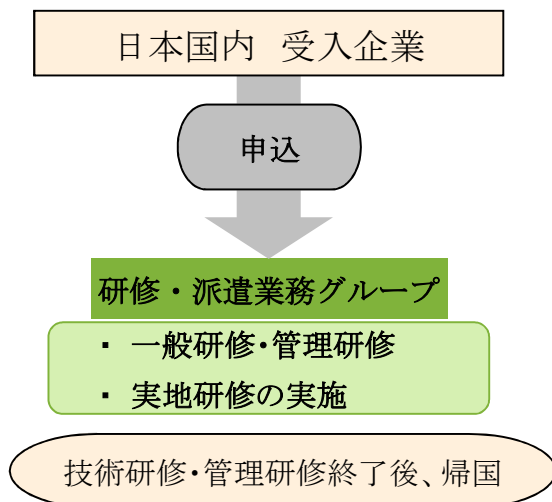 日本国内　受入企業
申込
研修・派遣業務グループ
・ 一般研修・管理研修
・ 実地研修の実施
技術研修・管理研修終了後、帰国